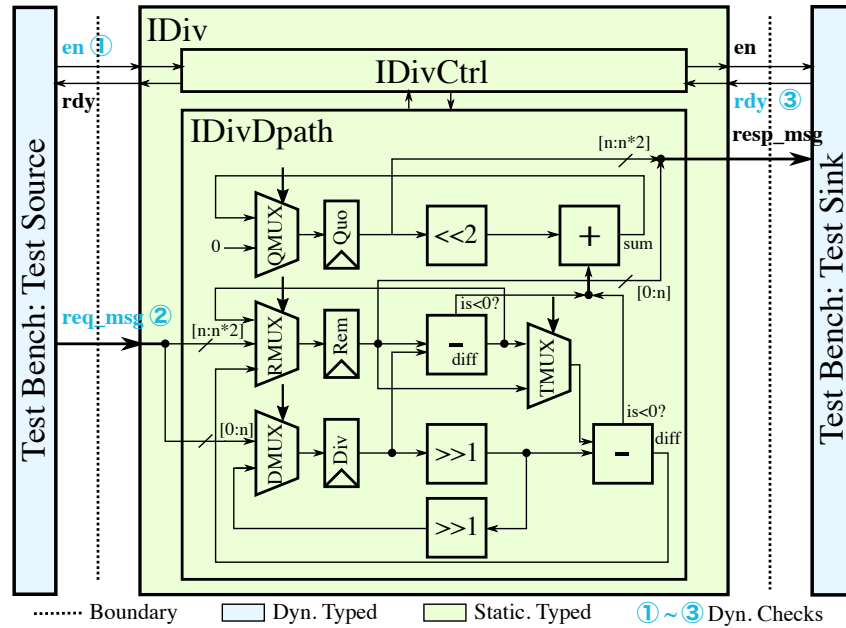 IDiv
en ①
en
IDivCtrl
rdy
rdy ③
resp_msg
IDivDpath
[n:n*2]
Test Bench: Test Source
Test Bench: Test Sink
QMUX
Quo
<<2
+
sum
0
[0:n]
is<0?
req_msg ②
[n:n*2]
RMUX
Rem
-
diff
TMUX
is<0?
[0:n]
DMUX
Div
>>1
-
diff
>>1
Boundary
Dyn. Typed
Static. Typed
①~③ Dyn. Checks